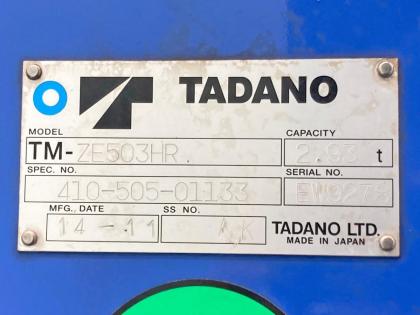 TADANO
MODEL CAPACITY
TM-ZE503HR 2.93 t
SPEC. NO. SERIAL NO.
410-505-01133
MFG. DATE SS NO.
14-11 AK TADANO LTD.
MADE IN JAPAN